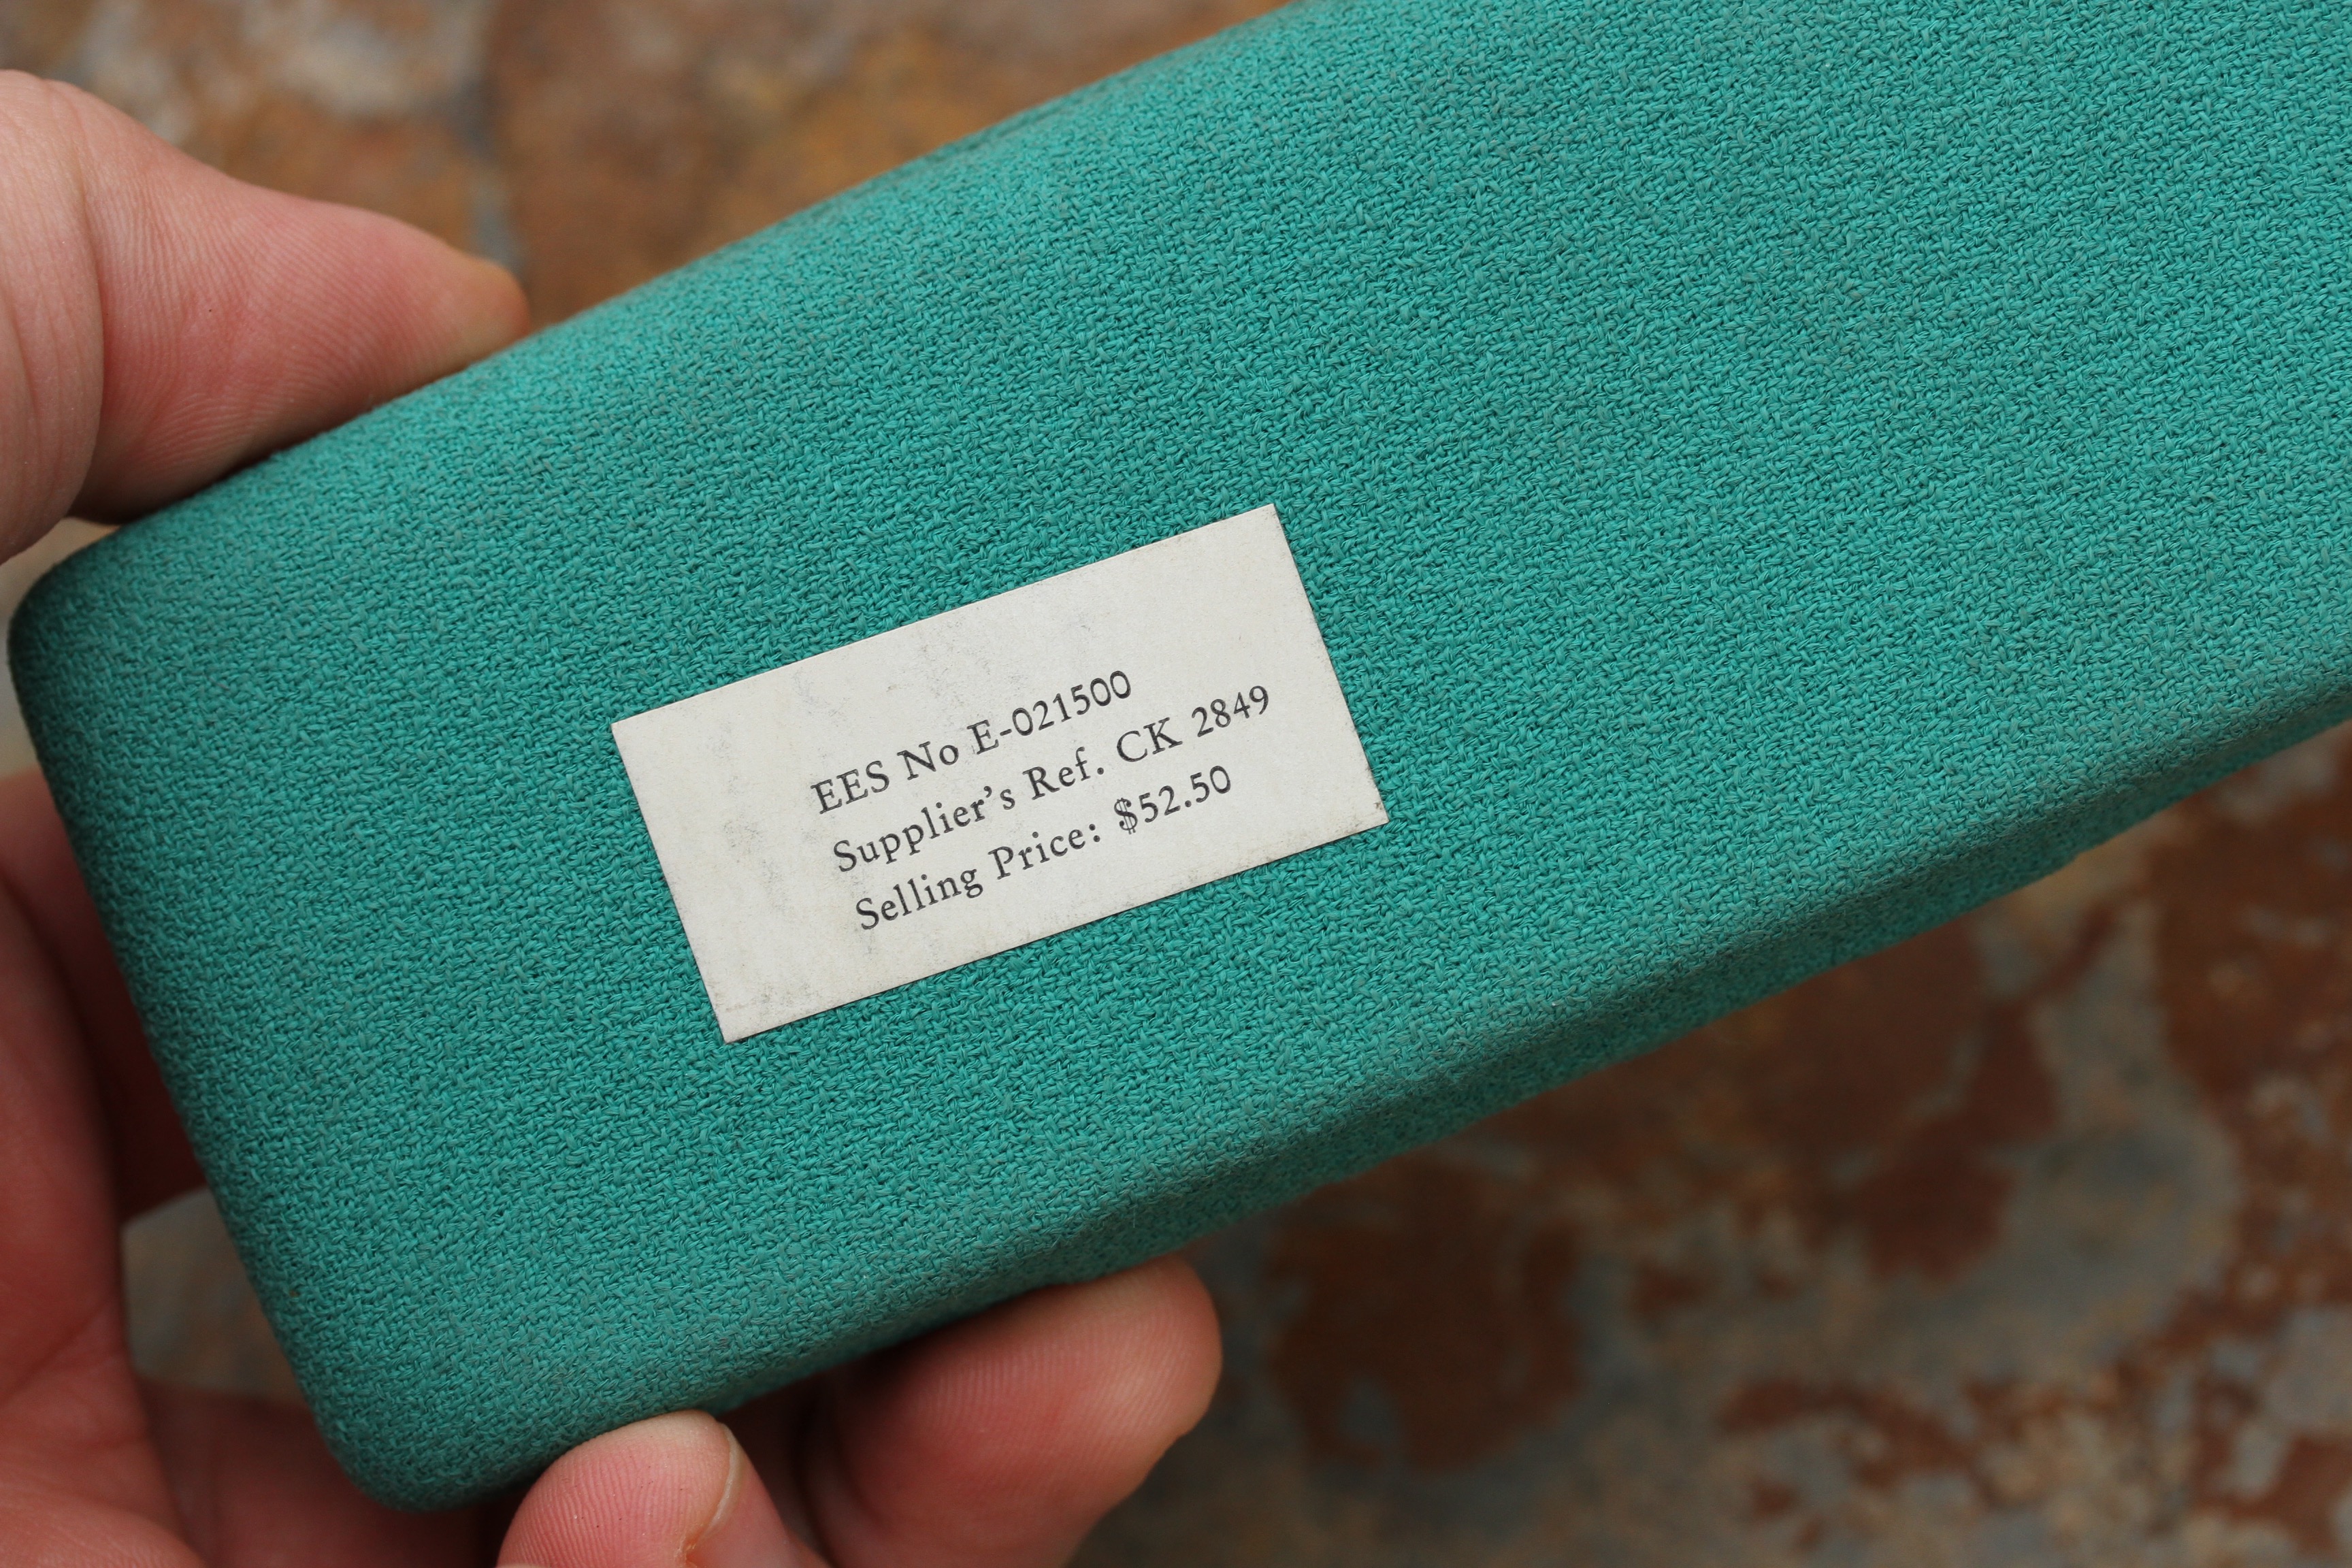 EES No E-021500
Supplier's Ref. CK 2849
Selling Price: $52.50